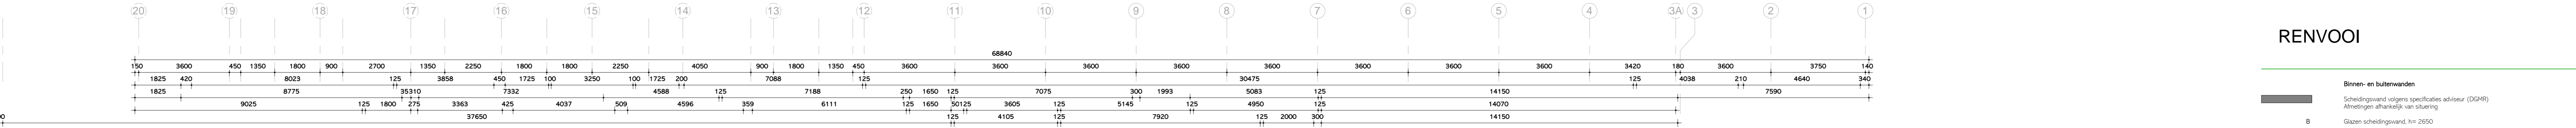 20 19 18 17 16 15 14 13 12 11 10 9 8 7 6 5 4 3A 3 2 1
RENVOOI
68840
150 3600 450 1350 1800 900 2700 1350 2250 1800 1800 2250 4050 900 1800 1350 450 3600 3600 3600 3600 3600 3600 3600 3600 3420 180 3600 3750 140
1825 420 8023 125 3858 450 1725 100 3250 100 1725 200 7088 125 30475 125 4038 210 4640 340
Binnen- en buitenwanden
1825 8775 35310 7332 4588 125 7188 250 1650 125 7075 300 1993 5083 125 14150 7590
Scheidingswand volgens specificaties adviseur (DGMR)
9025 125 1800 275 3363 425 4037 509 4596 359 6111 125 1650 50125 3605 125 5145 125 4950 125 14070
Afmetingen afhankelijk van situering
37650 125 4105 125 7920 125 2000 300 14150
8 Glazen scheidingswand, h= 2650